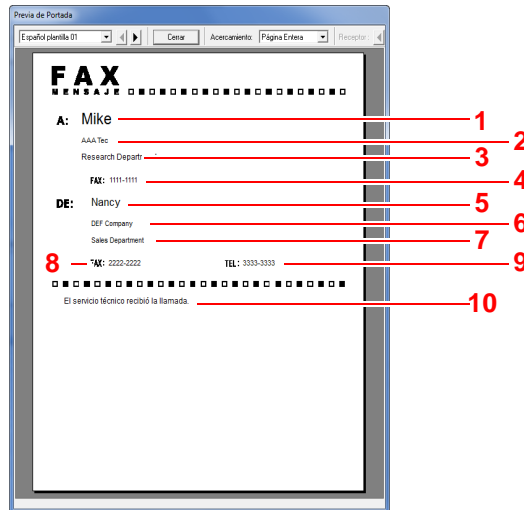 Previa de Portada
Español plantilla 01 Cerrar Acercamiento: Página Entera Receptor:
FAX
MENSAJE
A: Mike 1
AAA Tec 2
Research Departr 3
FAX: 1111-1111 4
DE: Nancy 5
DEF Company 6
Sales Department 7
8 FAX: 2222-2222 TEL: 3333-3333 9
El servicio técnico recibió la llamada. 10